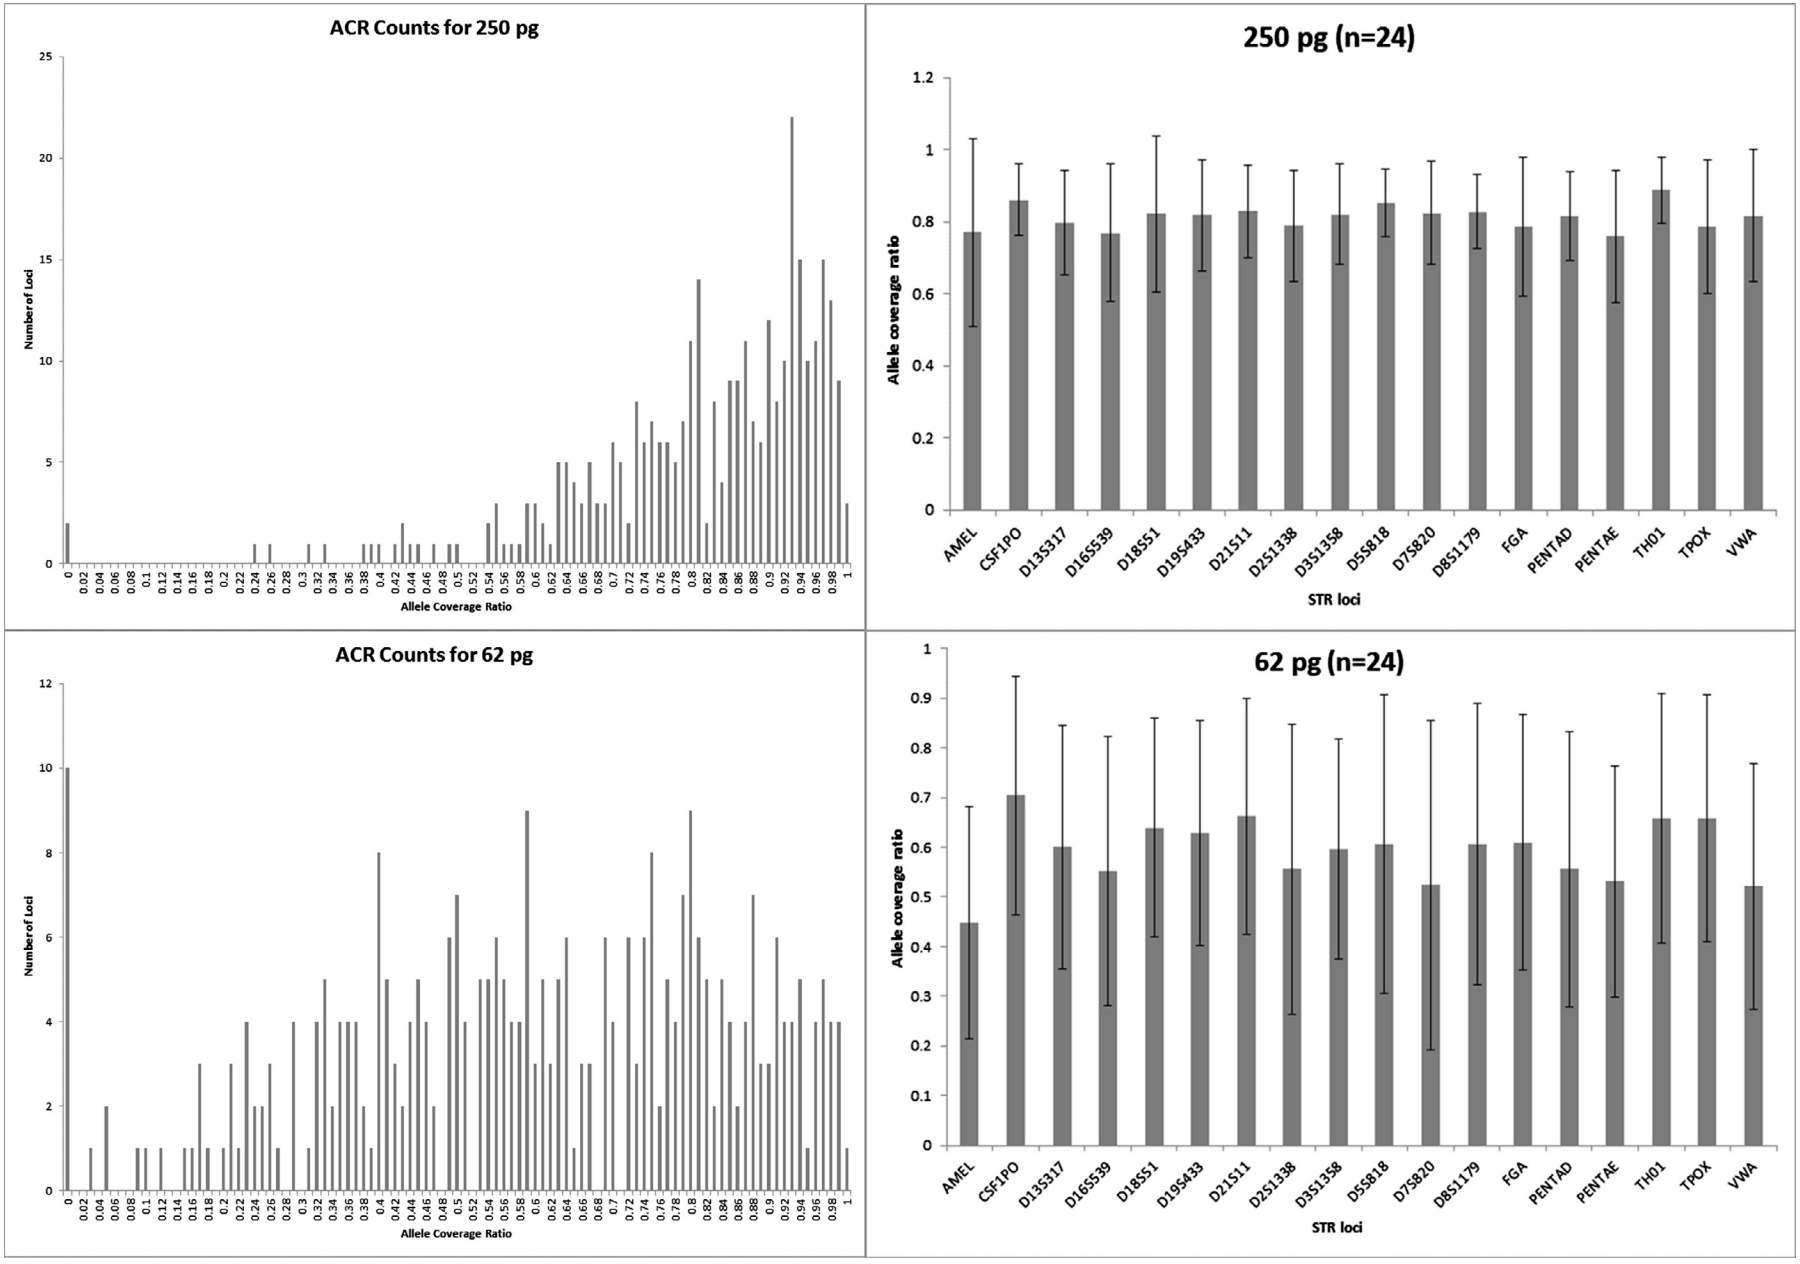 ACR Counts for 250 pg
25
20
15
10
5
0
Number of Loci
0 0.02 0.04 0.06 0.08 0.1 0.12 0.14 0.16 0.18 0.2 0.22 0.24 0.26 0.28 0.3 0.32 0.34 0.36 0.38 0.4 0.42 0.44 0.46 0.48 0.5 0.52 0.54 0.56 0.58 0.6 0.62 0.64 0.66 0.68 0.7 0.72 0.74 0.76 0.78 0.8 0.82 0.84 0.86 0.88 0.9 0.92 0.94 0.96 0.98 1
Allele Coverage Ratio
250 pg (n=24)
1.2
1
0.8
0.6
0.4
0.2
0
Allele coverage ratio
AMEL CSF1PO D13S317 D16S539 D18S51 D19S433 D21S11 D2S1338 D3S1358 D5S818 D7S820 D8S1179 FGA PENTAD PENTAE TH01 TPOX VWA
STR loci
ACR Counts for 62 pg
12
10
8
6
4
2
0
Number of Loci
0 0.02 0.04 0.06 0.08 0.1 0.12 0.14 0.16 0.18 0.2 0.22 0.24 0.26 0.28 0.3 0.32 0.34 0.36 0.38 0.4 0.42 0.44 0.46 0.48 0.5 0.52 0.54 0.56 0.58 0.6 0.62 0.64 0.66 0.68 0.7 0.72 0.74 0.76 0.78 0.8 0.82 0.84 0.86 0.88 0.9 0.92 0.94 0.96 0.98 1
Allele Coverage Ratio
62 pg (n=24)
1
0.9
0.8
0.7
0.6
0.5
0.4
0.3
0.2
0.1
0
Allele coverage ratio
AMEL CSF1PO D13S317 D16S539 D18S51 D19S433 D21S11 D2S1338 D3S1358 D5S818 D7S820 D8S1179 FGA PENTAD PENTAE TH01 TPOX VWA
STR loci